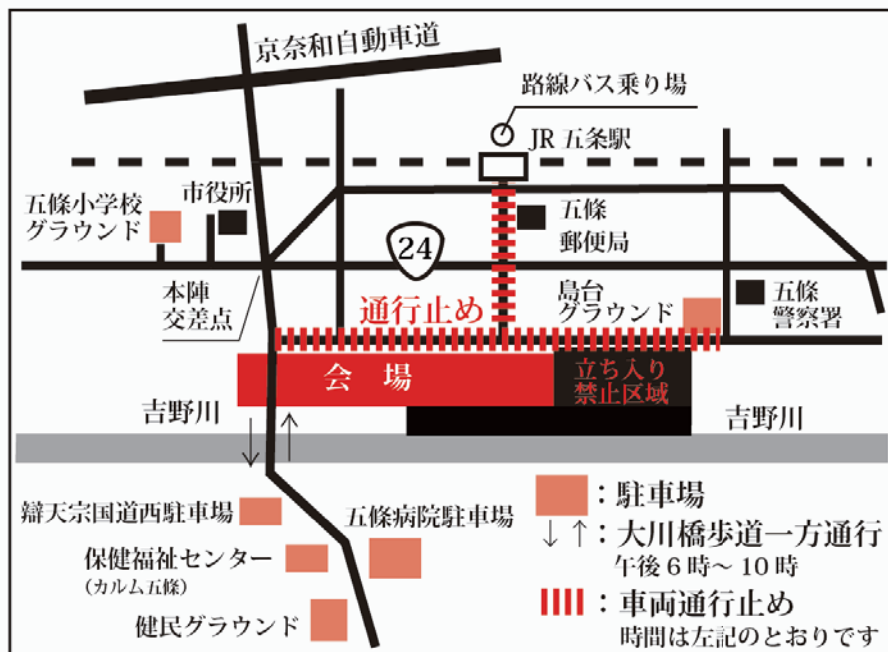 京奈和自動車道
路線バス乗り場
JR 五条駅
市役所
五條小学校
グラウンド
五條
郵便局
24
本陣
交差点
通行止め
島台
グラウンド
五條
警察署
会 場
立ち入り
禁止区域
吉野川
吉野川
辯天宗国道西駐車場
五條病院駐車場
保健福祉センター
(カルム五條)
健民グラウンド
：駐車場
↓ ↑：大川橋歩道一方通行
午後６時～ 10 時
：車両通行止め
時間は左記のとおりです